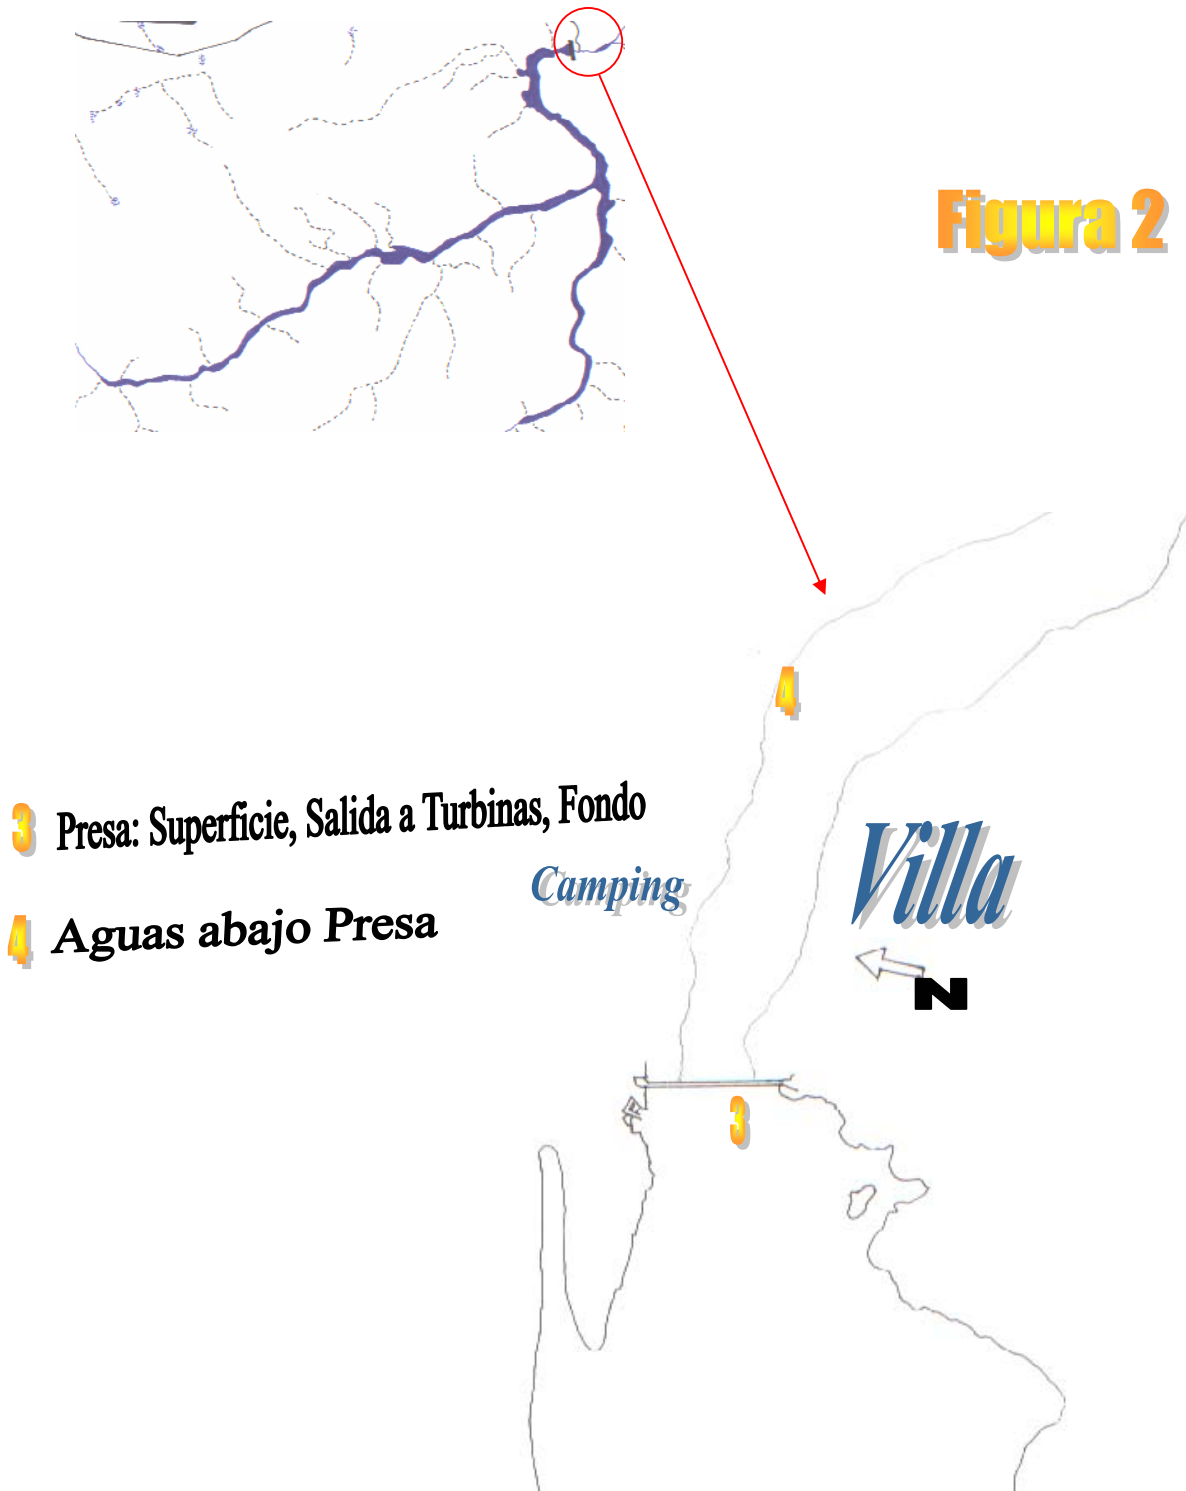 Figura 2
4
3 Presa: Superficie, Salida a Turbinas, Fondo
Camping
Villa
4 Aguas abajo Presa
N
3